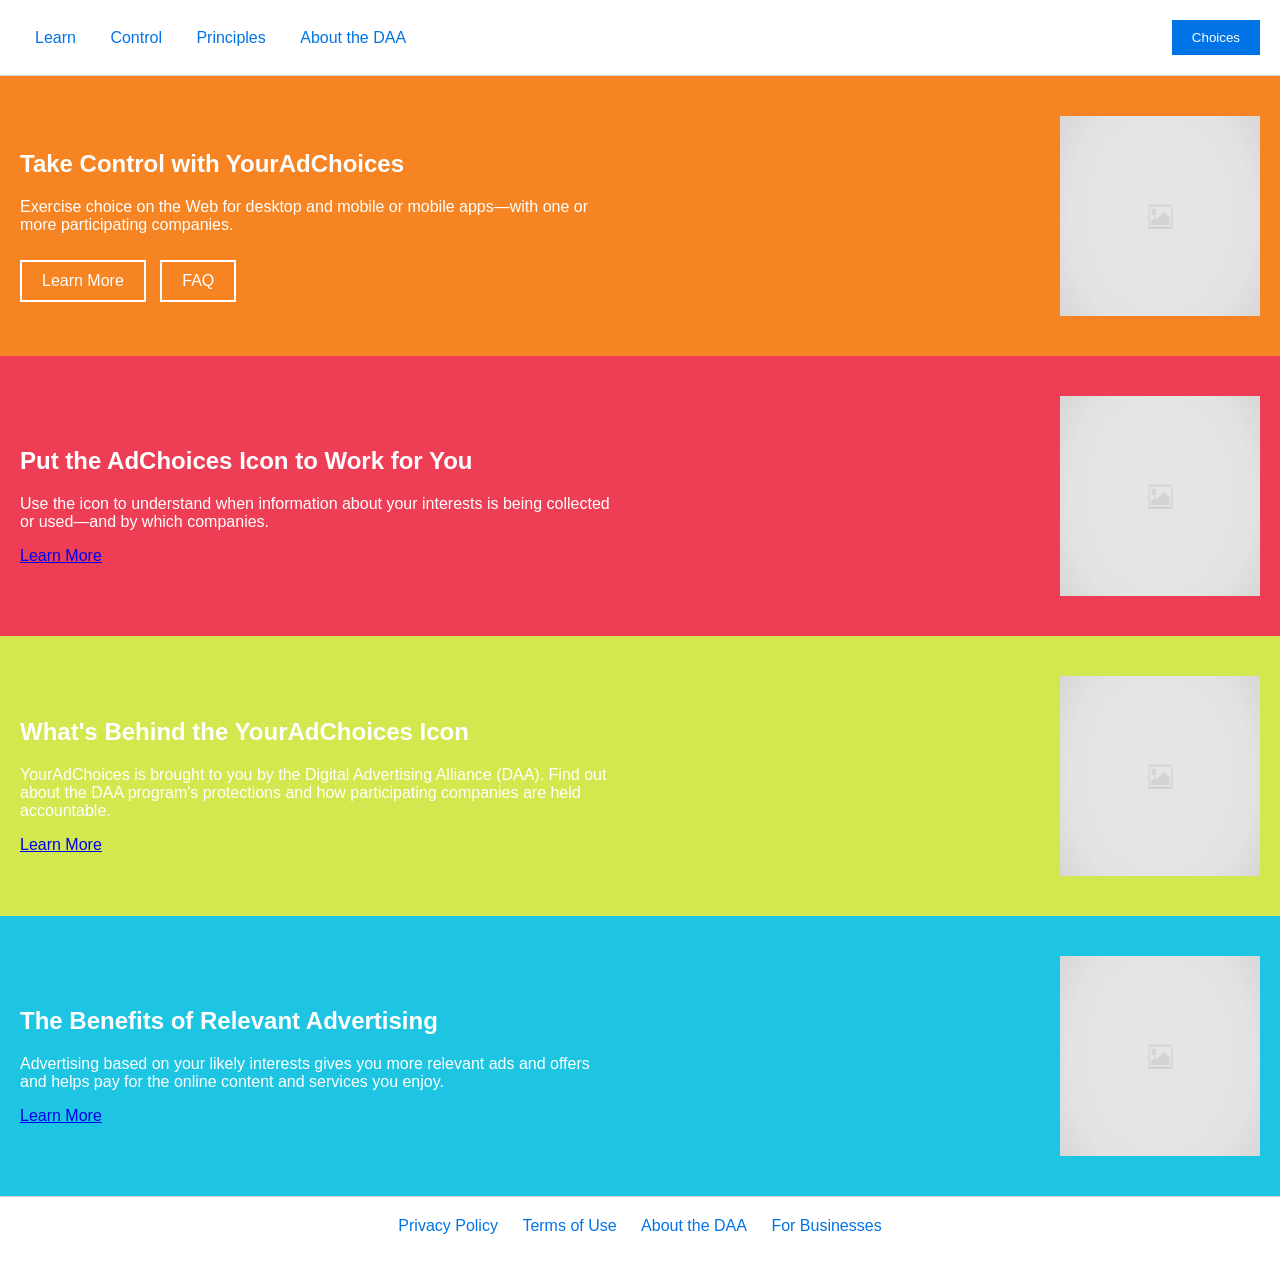 Learn Control Principles About the DAA Choices
Take Control with YourAdChoices
Exercise choice on the Web for desktop and mobile or mobile apps—with one or
more participating companies.
Learn More FAQ
Put the AdChoices Icon to Work for You
Use the icon to understand when information about your interests is being collected
or used—and by which companies.
Learn More
What's Behind the YourAdChoices Icon
YourAdChoices is brought to you by the Digital Advertising Alliance (DAA). Find out
about the DAA program's protections and how participating companies are held
accountable.
Learn More
The Benefits of Relevant Advertising
Advertising based on your likely interests gives you more relevant ads and offers
and helps pay for the online content and services you enjoy.
Learn More
Privacy Policy Terms of Use About the DAA For Businesses